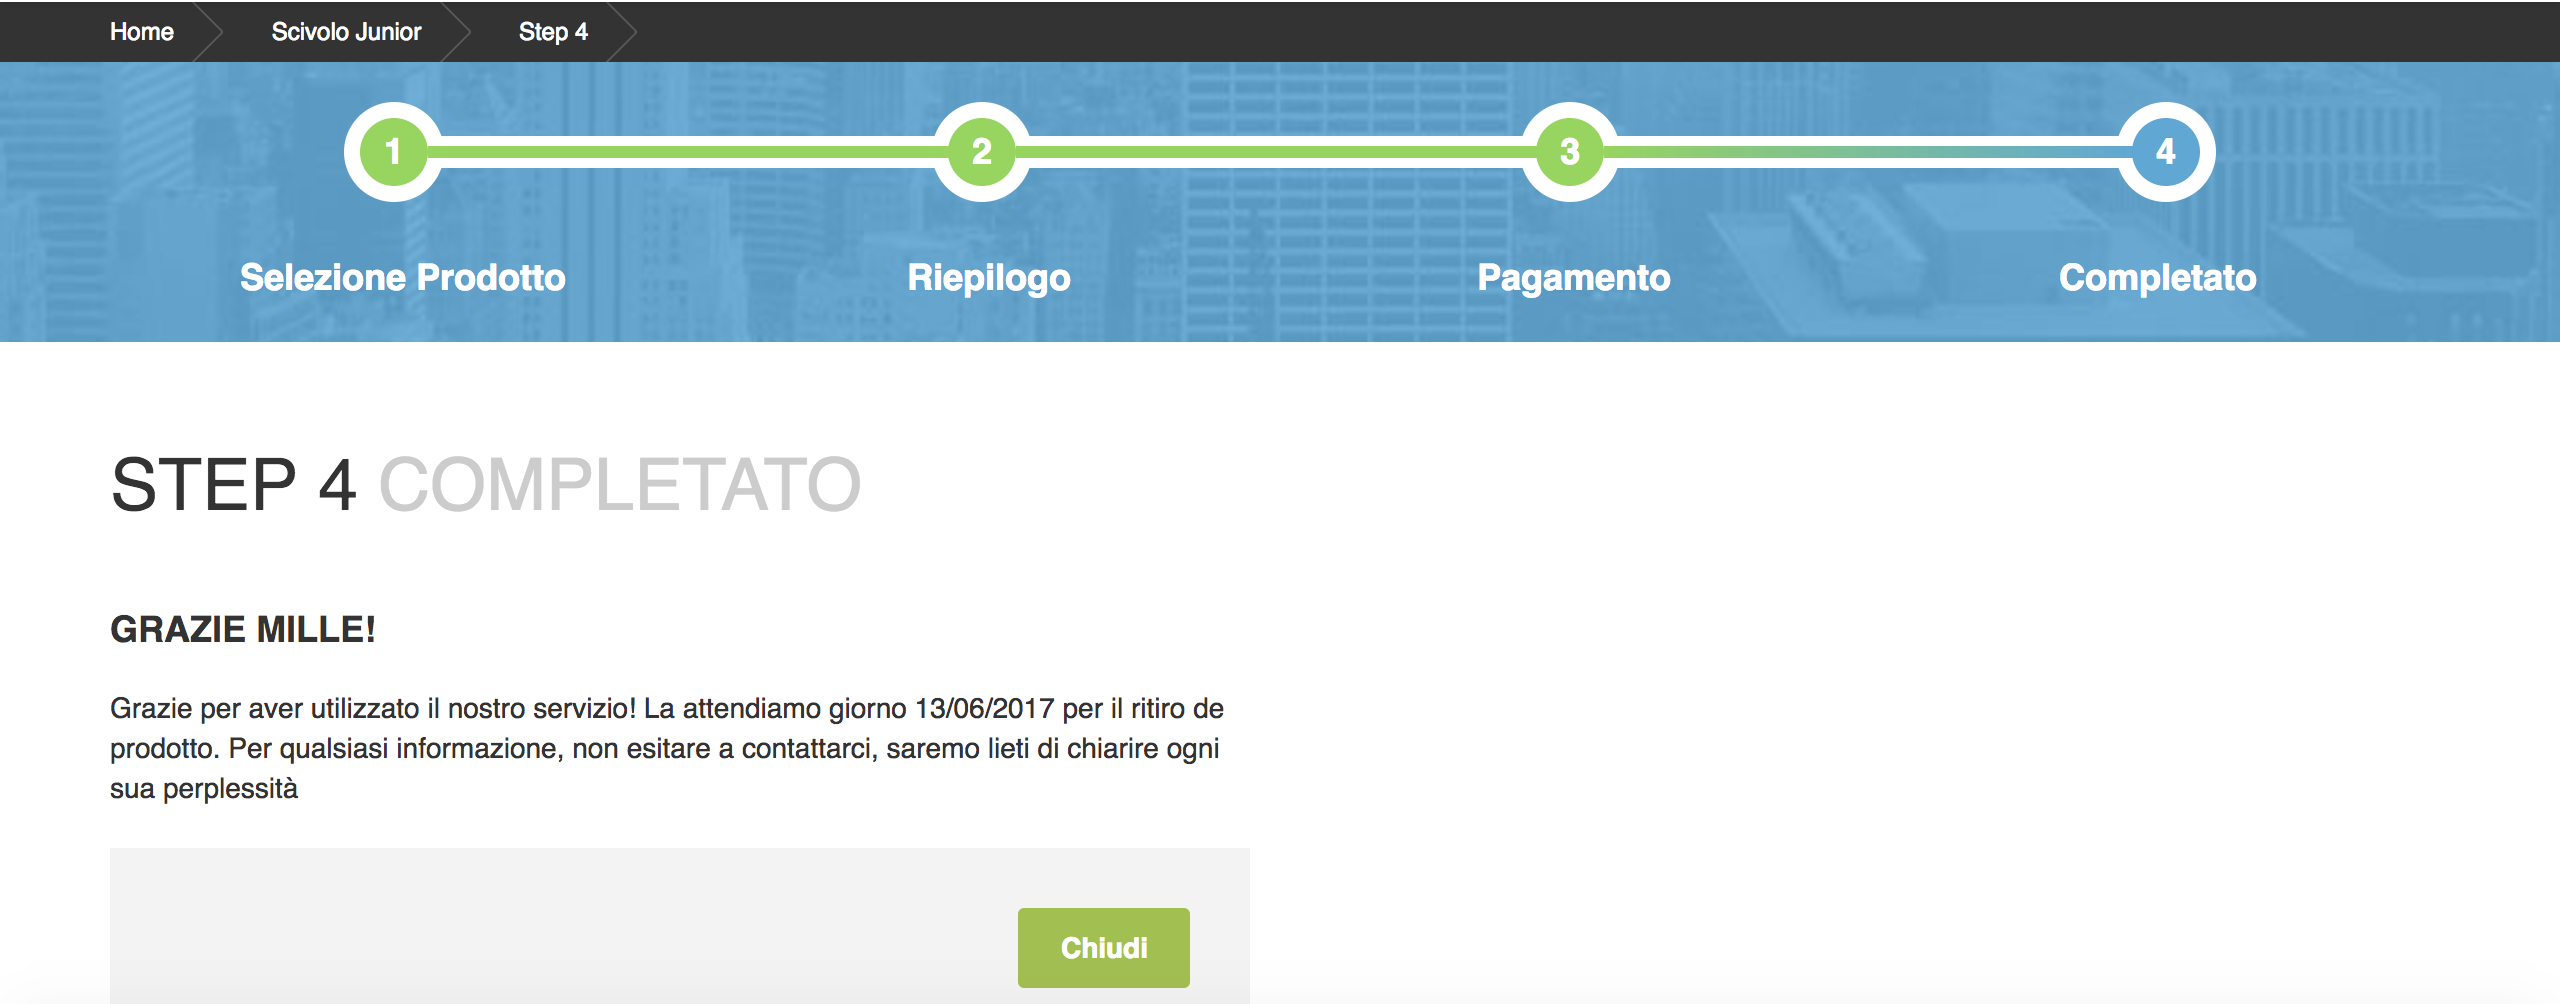 Home Scivolo Junior Step 4
1 2 3 4
Selezione Prodotto Riepilogo Pagamento Completato
STEP 4 COMPLETATO
GRAZIE MILLE!
Grazie per aver utilizzato il nostro servizio! La attendiamo giorno 13/06/2017 per il ritiro de
prodotto. Per qualsiasi informazione, non esitare a contattarci, saremo lieti di chiarire ogni
sua perplessità
Chiudi